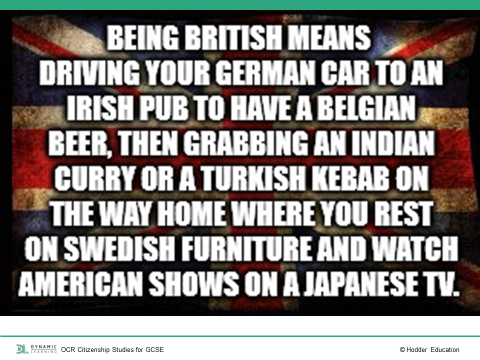 BEING BRITISH MEANS
DRIVING YOUR GERMAN CAR TO AN
IRISH PUB TO HAVE A BELGIAN
BEER, THEN GRABBING AN INDIAN
CURRY OR A TURKISH KEBAB ON
THE WAY HOME WHERE YOU REST
ON SWEDISH FURNITURE AND WATCH
AMERICAN SHOWS ON A JAPANESE TV.
DYNAMIC
LEARNING
OCR Citizenship Studies for GCSE
© Hodder Education